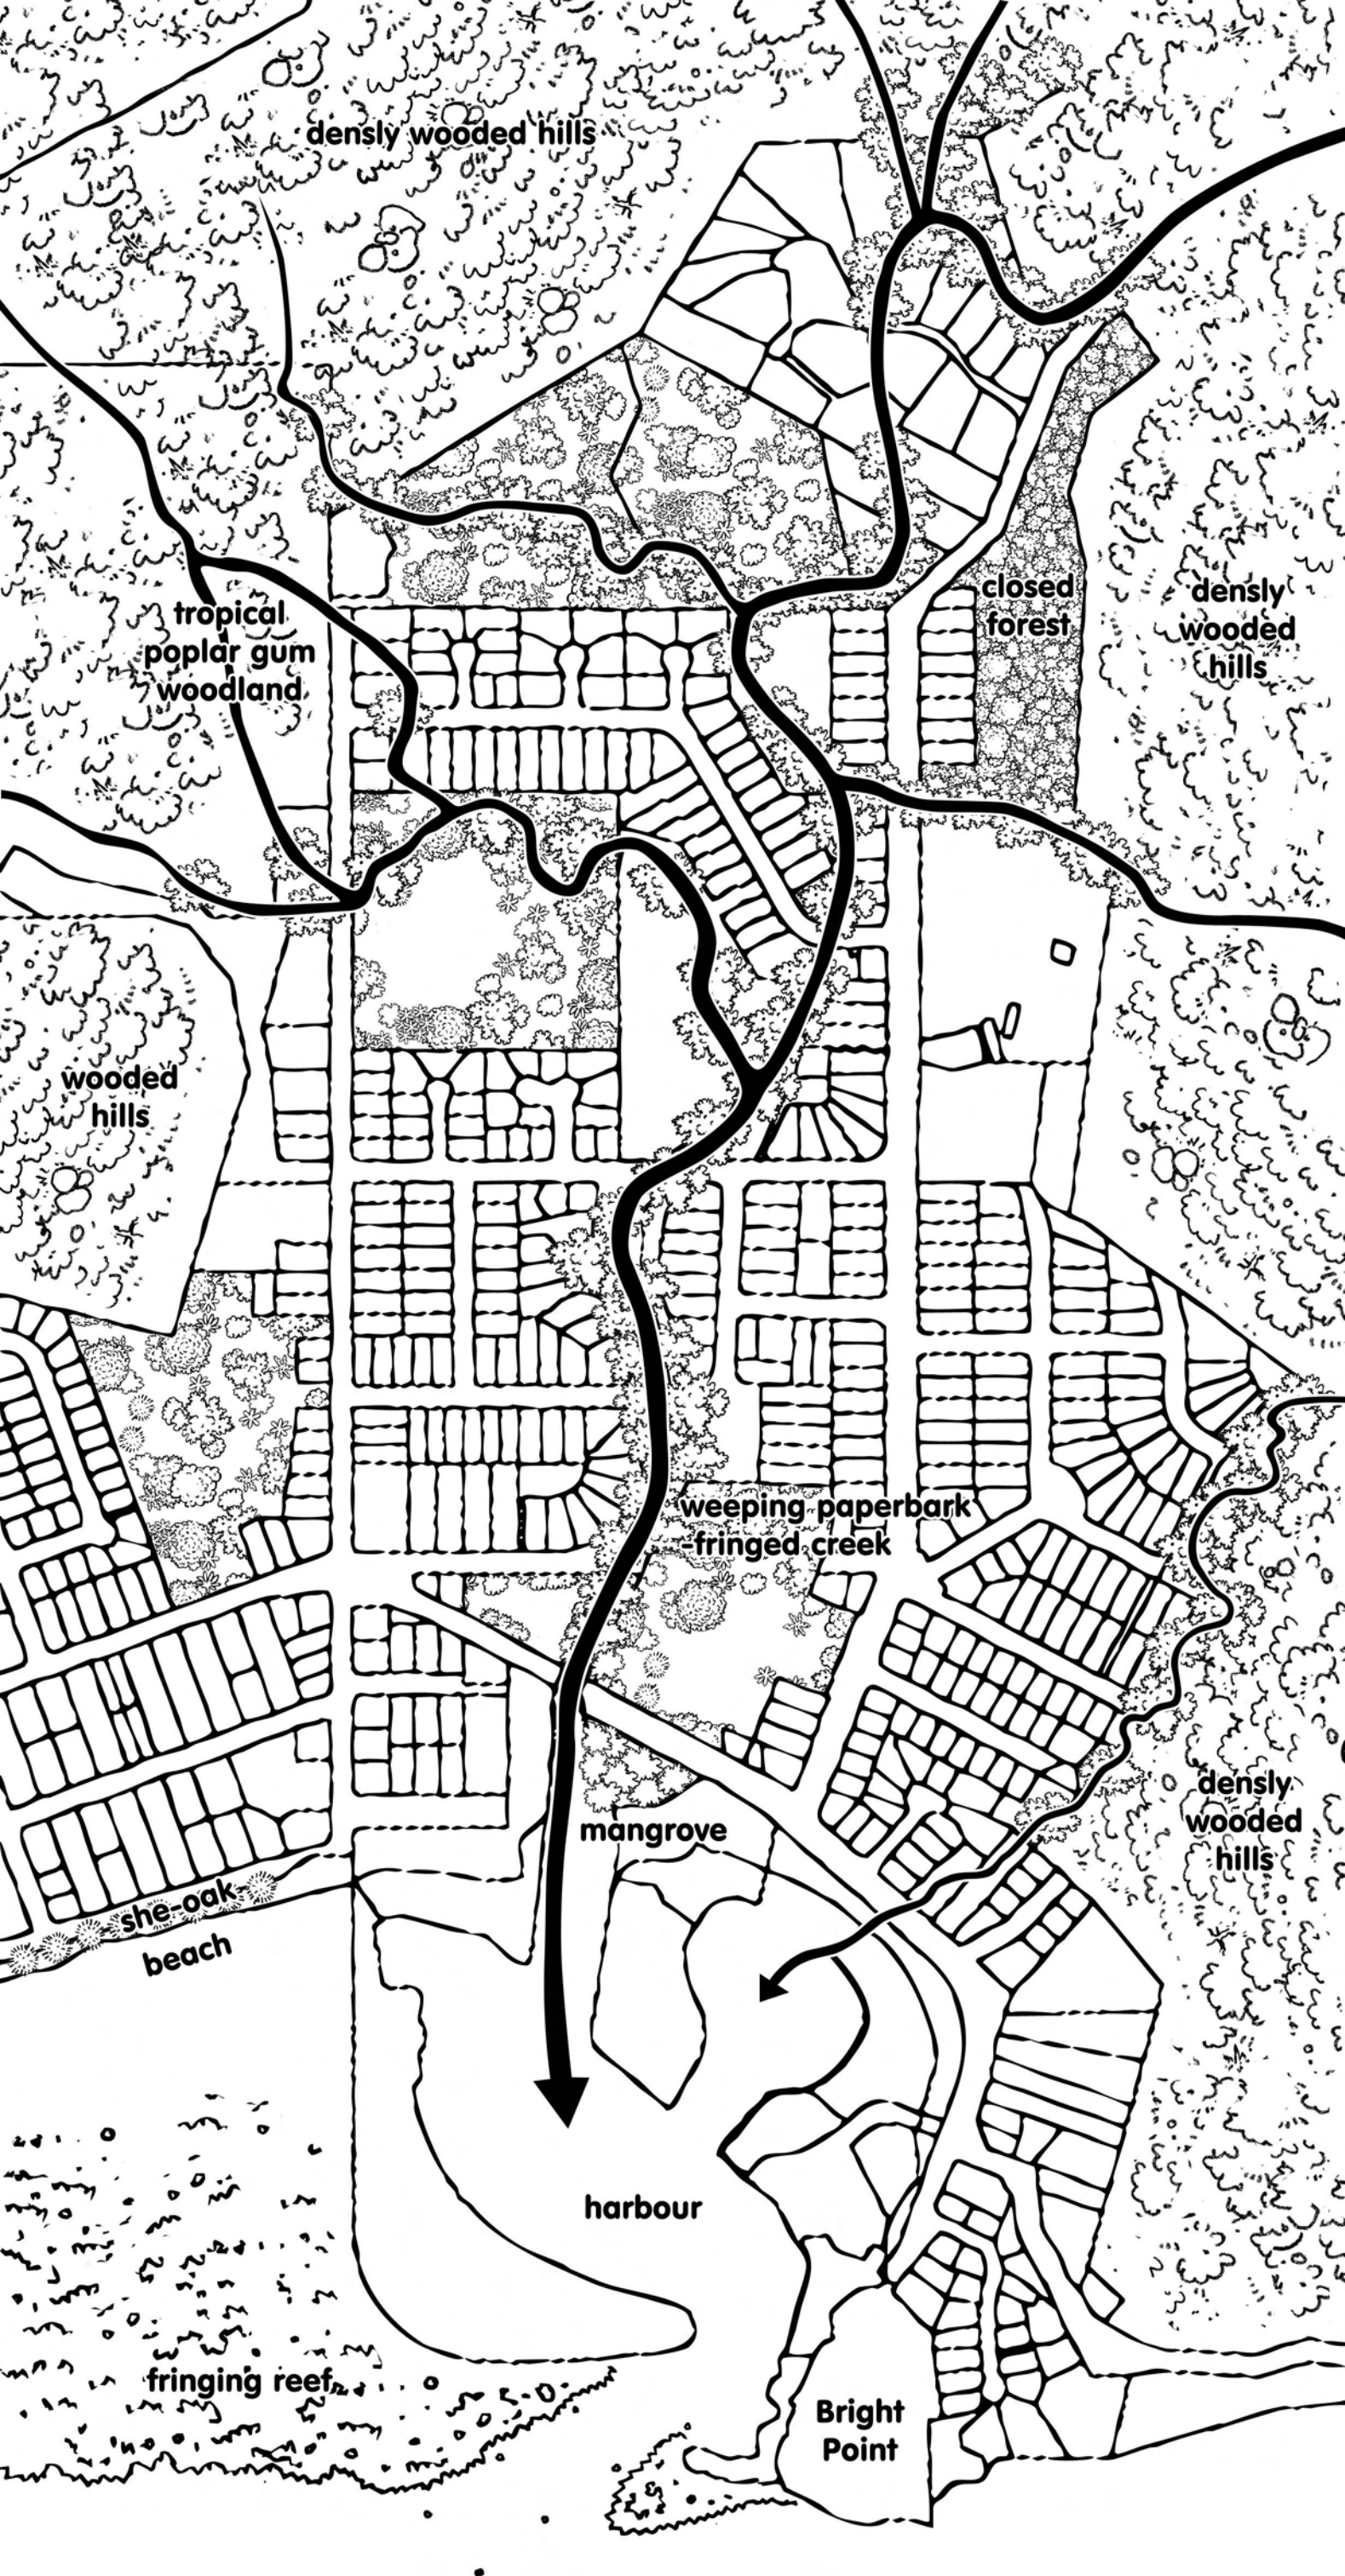 densly wooded hills
closed
forest
densly
wooded
hills
tropical
poplar gum
woodland
wooded
hills
weeping paperbark
-fringed creek
densly
wooded
hills
mangrove
she-oak
beach
harbour
fringing reef
Bright
Point